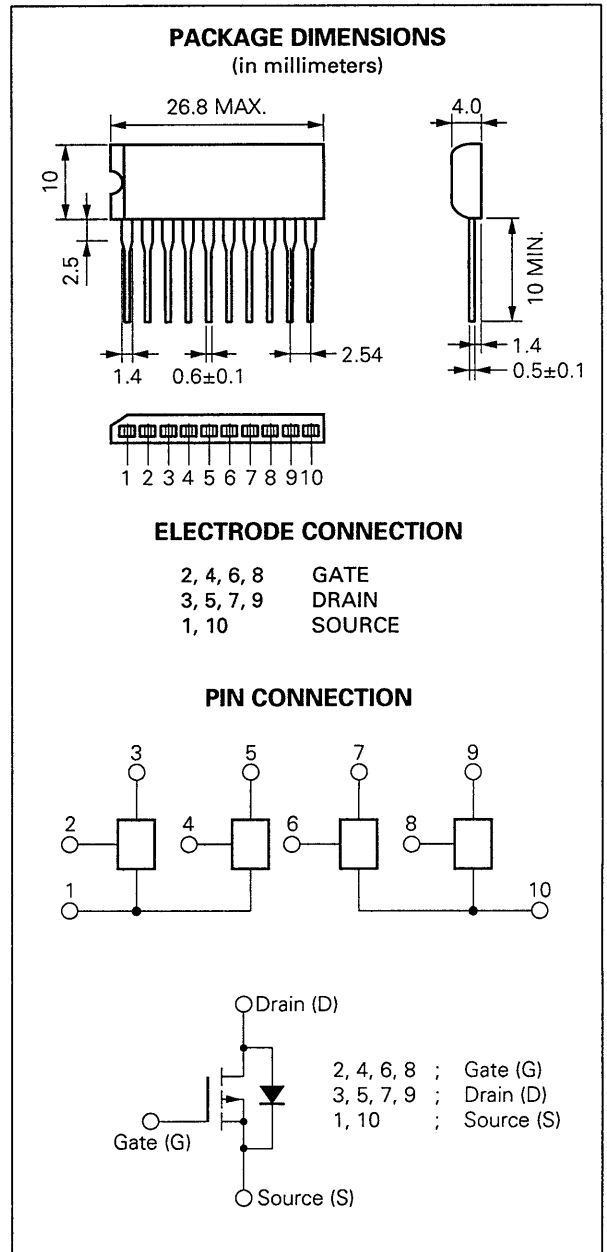 PACKAGE DIMENSIONS
(in millimeters)
26.8 MAX.
4.0
10
2.5
10 MIN.
2.54
1.4
1.4
0.6±0.1
0.5±0.1
1 2 3 4 5 6 7 8 9 10
ELECTRODE CONNECTION
2, 4, 6, 8 GATE
3, 5, 7, 9 DRAIN
1, 10 SOURCE
PIN CONNECTION
3 5 7 9
2 4 6 8
1 10
Drain (D)
2, 4, 6, 8 ; Gate (G)
3, 5, 7, 9 ; Drain (D)
1, 10 ; Source (S)
Gate (G)
Source (S)